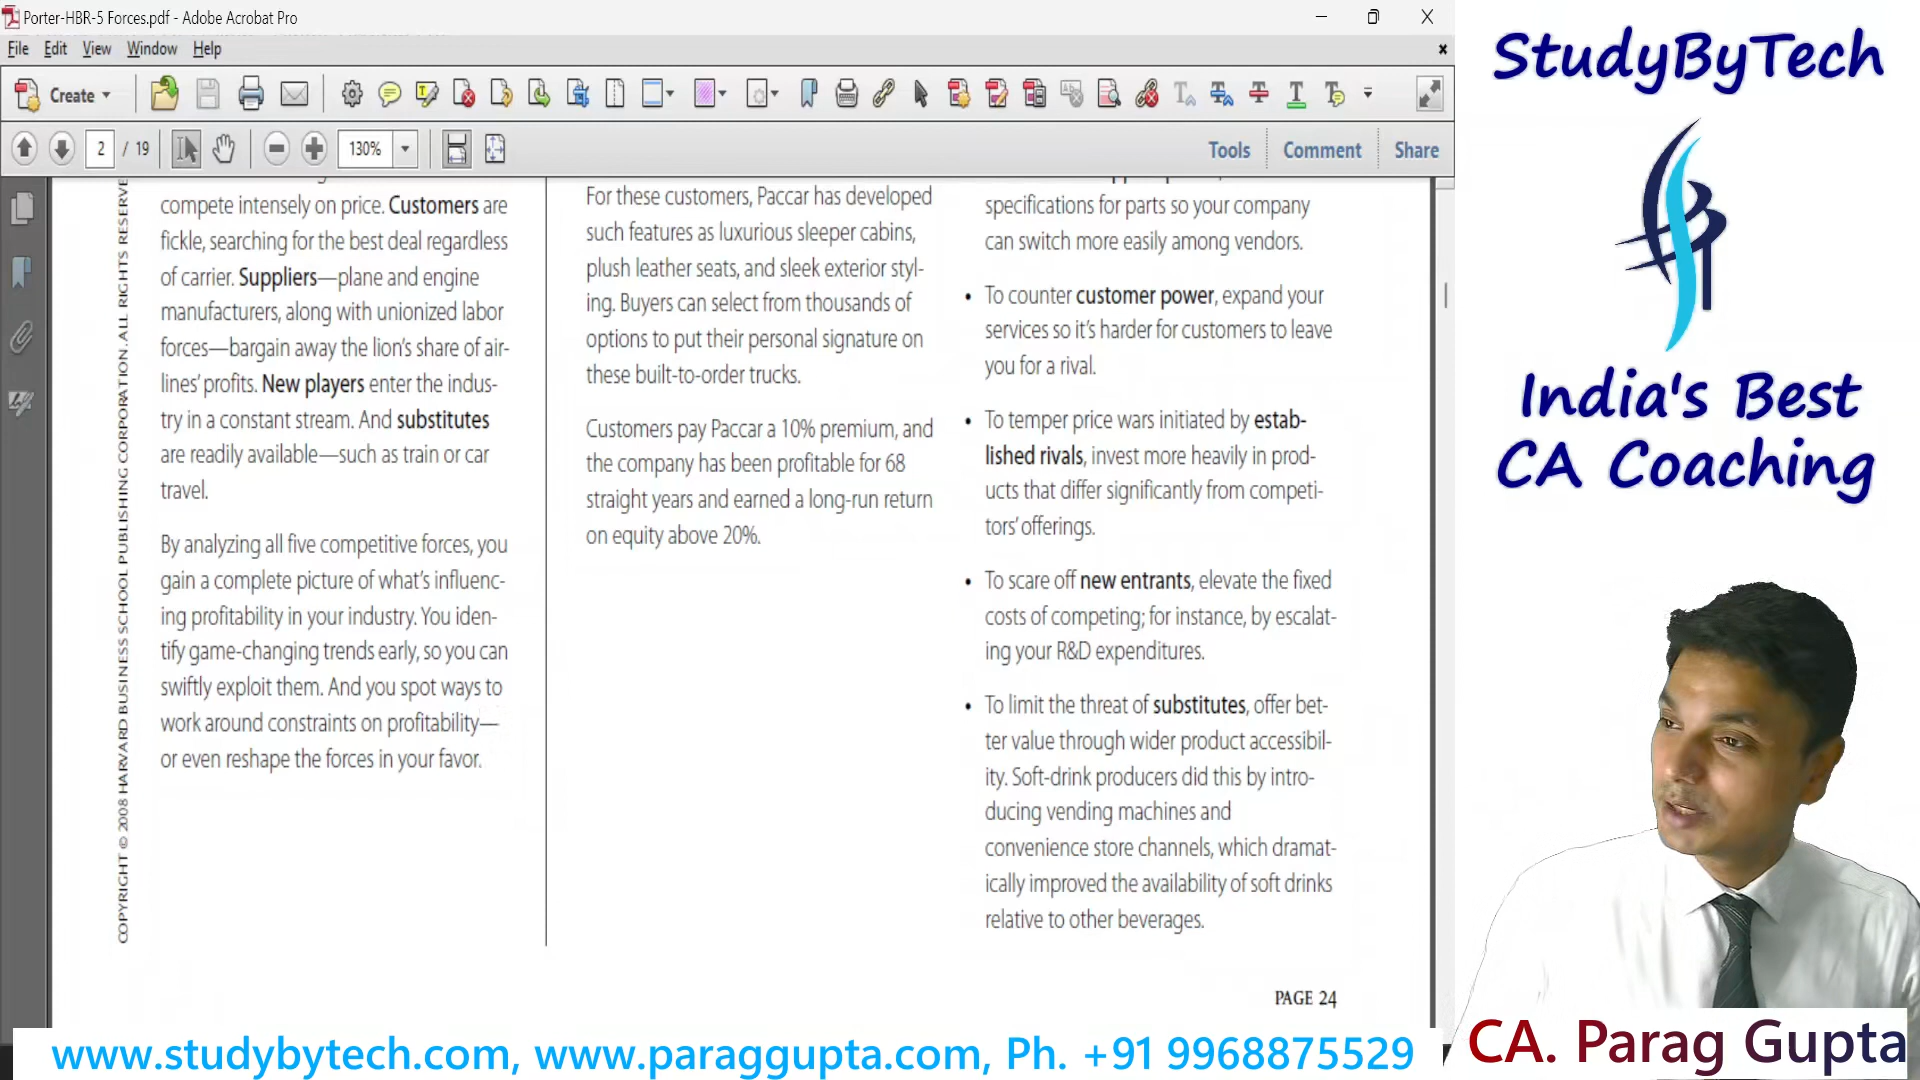 Porter-HBR-5 Forces.pdf - Adobe Acrobat Pro
File Edit View Window Help
Create
2 / 19
130%
Tools Comment Share
COPYRIGHT © 2008 HARVARD BUSINESS SCHOOL PUBLISHING CORPORATION. ALL RIGHTS RESERVE
compete intensely on price. Customers are
fickle, searching for the best deal regardless
of carrier. Suppliers—plane and engine
manufacturers, along with unionized labor
forces—bargain away the lion's share of air-
lines' profits. New players enter the indus-
try in a constant stream. And substitutes
are readily available—such as train or car
travel.
By analyzing all five competitive forces, you
gain a complete picture of what's influenc-
ing profitability in your industry. You iden-
tify game-changing trends early, so you can
swiftly exploit them. And you spot ways to
work around constraints on profitability—
or even reshape the forces in your favor.
For these customers, Paccar has developed
such features as luxurious sleeper cabins,
plush leather seats, and sleek exterior styl-
ing. Buyers can select from thousands of
options to put their personal signature on
these built-to-order trucks.
Customers pay Paccar a 10% premium, and
the company has been profitable for 68
straight years and earned a long-run return
on equity above 20%.
specifications for parts so your company
can switch more easily among vendors.
• To counter customer power, expand your
services so it's harder for customers to leave
you for a rival.
• To temper price wars initiated by estab-
lished rivals, invest more heavily in prod-
ucts that differ significantly from competi-
tors' offerings.
• To scare off new entrants, elevate the fixed
costs of competing; for instance, by escalat-
ing your R&D expenditures.
• To limit the threat of substitutes, offer bet-
ter value through wider product accessibil-
ity. Soft-drink producers did this by intro-
ducing vending machines and
convenience store channels, which dramat-
ically improved the availability of soft drinks
relative to other beverages.
PAGE 24
StudyByTech
India's Best
CA Coaching
CA. Parag Gupta
www.studybytech.com, www.paraggupta.com, Ph. +91 9968875529